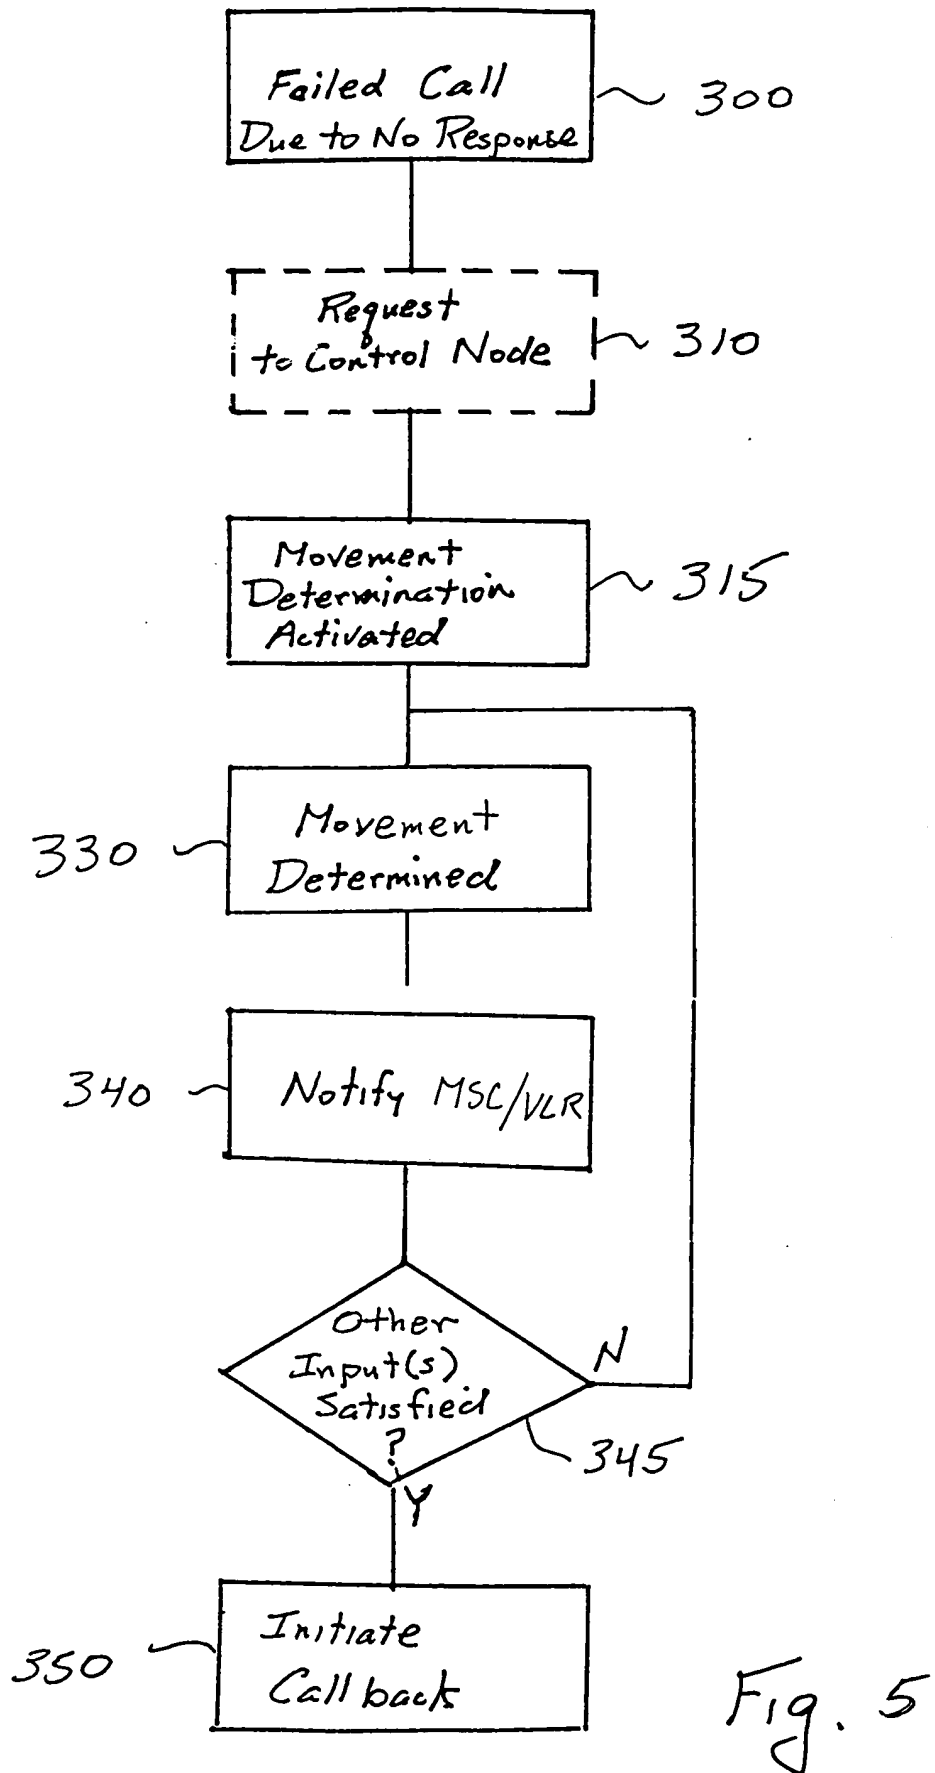 Failed Call
Due to No Response
300
Request
to Control Node
310
Movement
Determination
Activated
315
Movement
Determined
330
Notify MSC/VLR
340
Other
Input(s)
Satisfied
?
N
345
Y
Initiate
Callback
350
Fig. 5